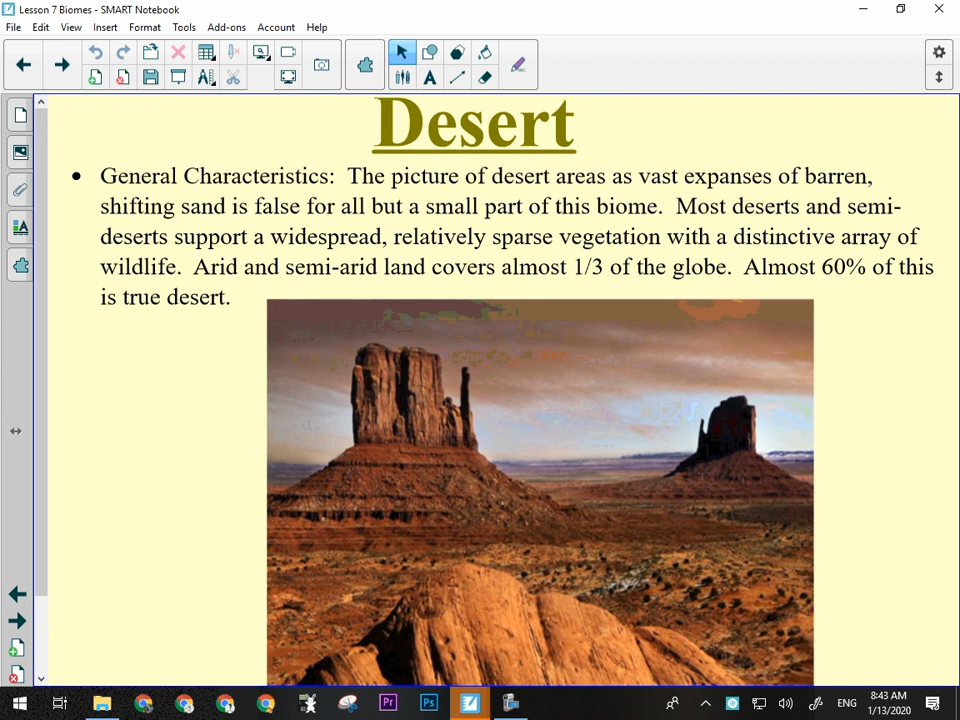 Lesson 7 Biomes - SMART Notebook
File Edit View Insert Format Tools Add-ons Account Help
Desert
• General Characteristics: The picture of desert areas as vast expanses of barren,
shifting sand is false for all but a small part of this biome. Most deserts and semi-
deserts support a widespread, relatively sparse vegetation with a distinctive array of
wildlife. Arid and semi-arid land covers almost 1/3 of the globe. Almost 60% of this
is true desert.
Pr Ps ENG 8:43 AM
1/13/2020